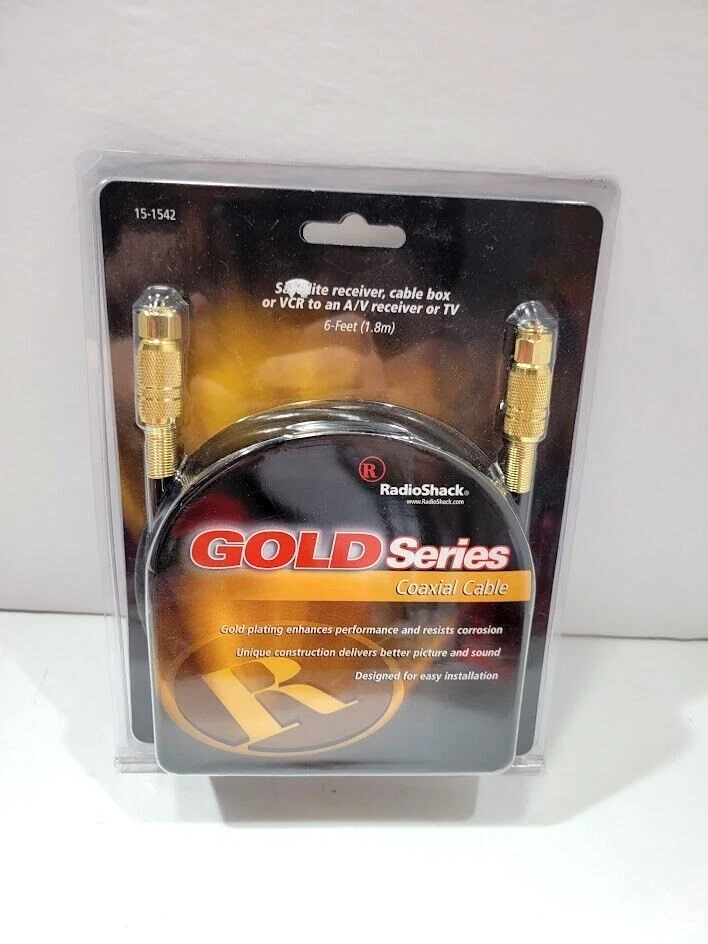 15-1542
Satellite receiver, cable box
or VCR to an A/V receiver or TV
6-Feet (1.8m)
R
RadioShack®
www.RadioShack.com
GOLD Series
Coaxial Cable
Gold plating enhances performance and resists corrosion
Unique construction delivers better picture and sound
Designed for easy installation
R